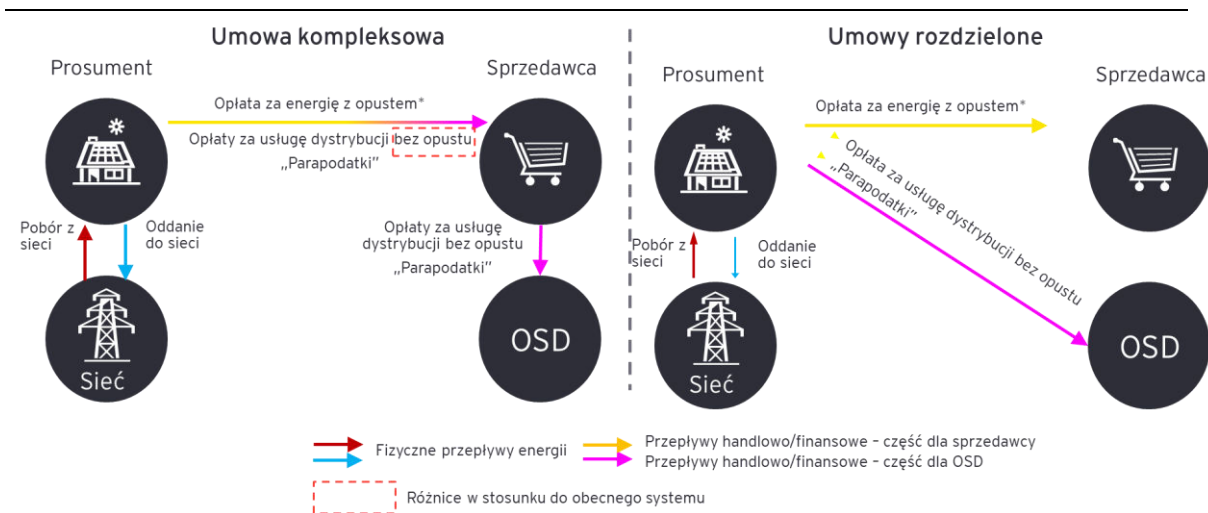 Umowa kompleksowa
Prosument
Sprzedawca
Opłata za energię z opustem*
Opłaty za usługę dystrybucji bez opustu
„Parapodatki”
Pobór z
sieci
Oddanie
do sieci
Opłaty za usługę
dystrybucji bez opustu
„Parapodatki”
Sieć
OSD
Umowy rozdzielone
Prosument
Sprzedawca
Opłata za energię z opustem*
Opłata za usługę dystrybucji bez opustu
„Parapodatki”
Pobór z
sieci
Oddanie
do sieci
Sieć
OSD
Fizyczne przepływy energii
Przepływy handlowo/finansowe – część dla sprzedawcy
Przepływy handlowo/finansowe – część dla OSD
Różnice w stosunku do obecnego systemu